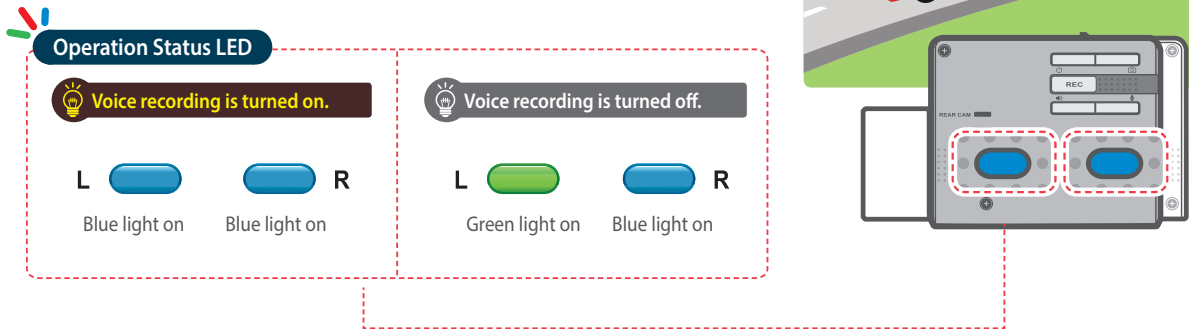 Operation Status LED
Voice recording is turned on.
L R
Blue light on Blue light on
Voice recording is turned off.
L R
Green light on Blue light on
REC
REAR CAM